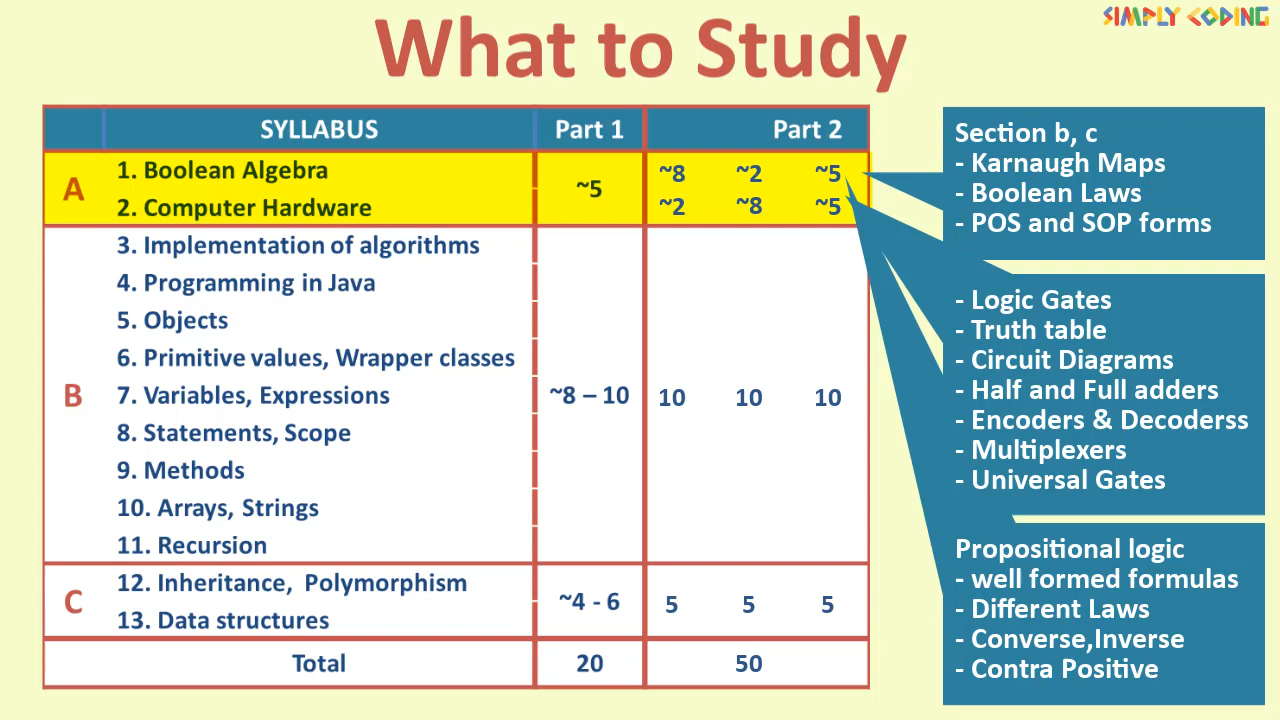 SIMPLY CODING
What to Study
SYLLABUS Part 1 Part 2
A
1. Boolean Algebra ~8 ~2 ~5
~5
2. Computer Hardware ~2 ~8 ~5
3. Implementation of algorithms
4. Programming in Java
5. Objects
6. Primitive values, Wrapper classes
B
7. Variables, Expressions ~8 – 10 10 10 10
8. Statements, Scope
9. Methods
10. Arrays, Strings
11. Recursion
12. Inheritance, Polymorphism
C ~4 - 6 5 5 5
13. Data structures
Total 20 50
Section b, c
- Karnaugh Maps
- Boolean Laws
- POS and SOP forms
- Logic Gates
- Truth table
- Circuit Diagrams
- Half and Full adders
- Encoders & Decoderss
- Multiplexers
- Universal Gates
Propositional logic
- well formed formulas
- Different Laws
- Converse,Inverse
- Contra Positive